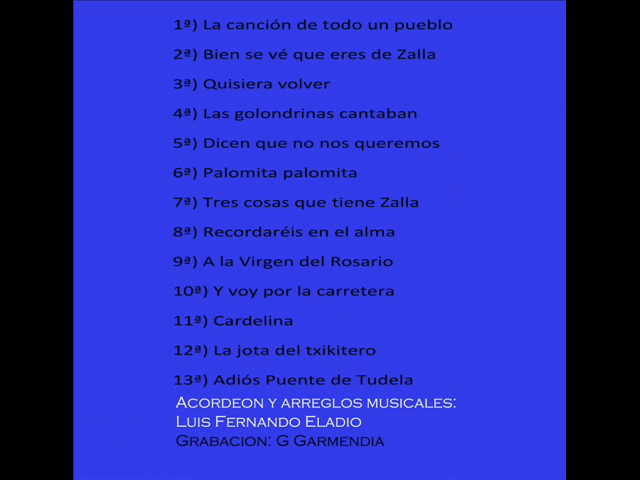 1ª) La canción de todo un pueblo
2ª) Bien se vé que eres de Zalla
3ª) Quisiera volver
4ª) Las golondrinas cantaban
5ª) Dicen que no nos queremos
6ª) Palomita palomita
7ª) Tres cosas que tiene Zalla
8ª) Recordaréis en el alma
9ª) A la Virgen del Rosario
10ª) Y voy por la carretera
11ª) Cardelina
12ª) La jota del txikitero
13ª) Adiós Puente de Tudela
Acordeon y arreglos musicales:
Luis Fernando Eladio
Grabacion: G Garmendia